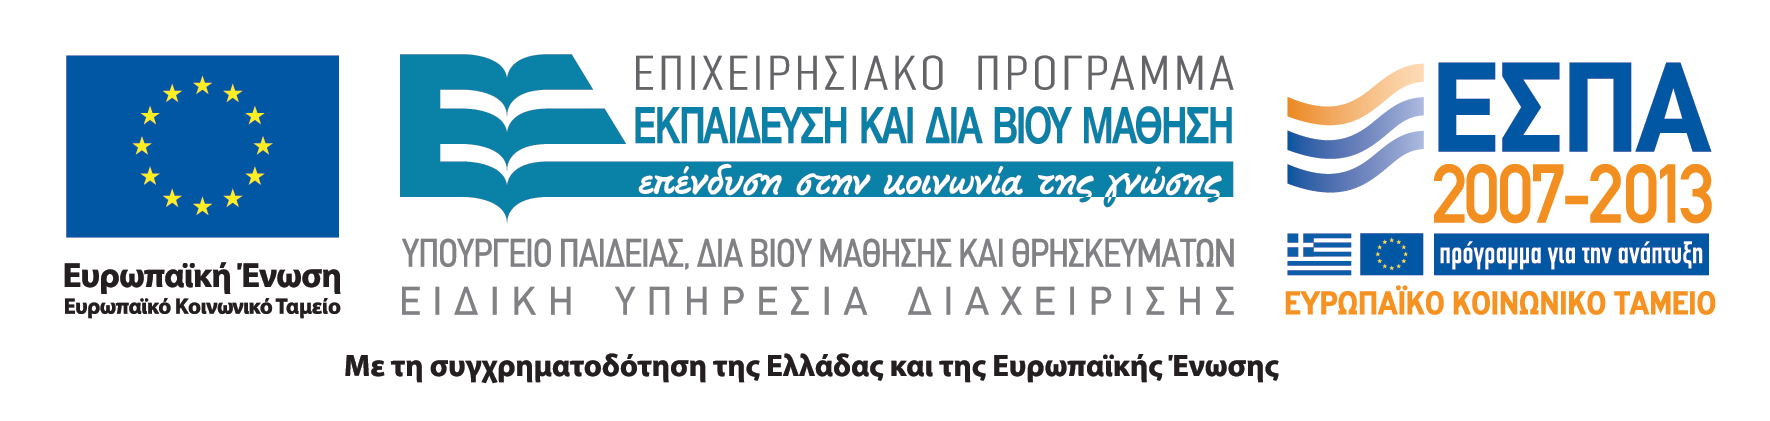 Ευρωπαϊκή Ένωση
Ευρωπαϊκό Κοινωνικό Ταμείο
ΕΠΙΧΕΙΡΗΣΙΑΚΟ ΠΡΟΓΡΑΜΜΑ
ΕΚΠΑΙΔΕΥΣΗ ΚΑΙ ΔΙΑ ΒΙΟΥ ΜΑΘΗΣΗ
επένδυση στην κοινωνία της γνώσης
ΥΠΟΥΡΓΕΙΟ ΠΑΙΔΕΙΑΣ, ΔΙΑ ΒΙΟΥ ΜΑΘΗΣΗΣ ΚΑΙ ΘΡΗΣΚΕΥΜΑΤΩΝ
ΕΙΔΙΚΗ ΥΠΗΡΕΣΙΑ ΔΙΑΧΕΙΡΙΣΗΣ
ΕΣΠΑ
2007-2013
πρόγραμμα για την ανάπτυξη
ΕΥΡΩΠΑΪΚΟ ΚΟΙΝΩΝΙΚΟ ΤΑΜΕΙΟ
Με τη συγχρηματοδότηση της Ελλάδας και της Ευρωπαϊκής Ένωσης